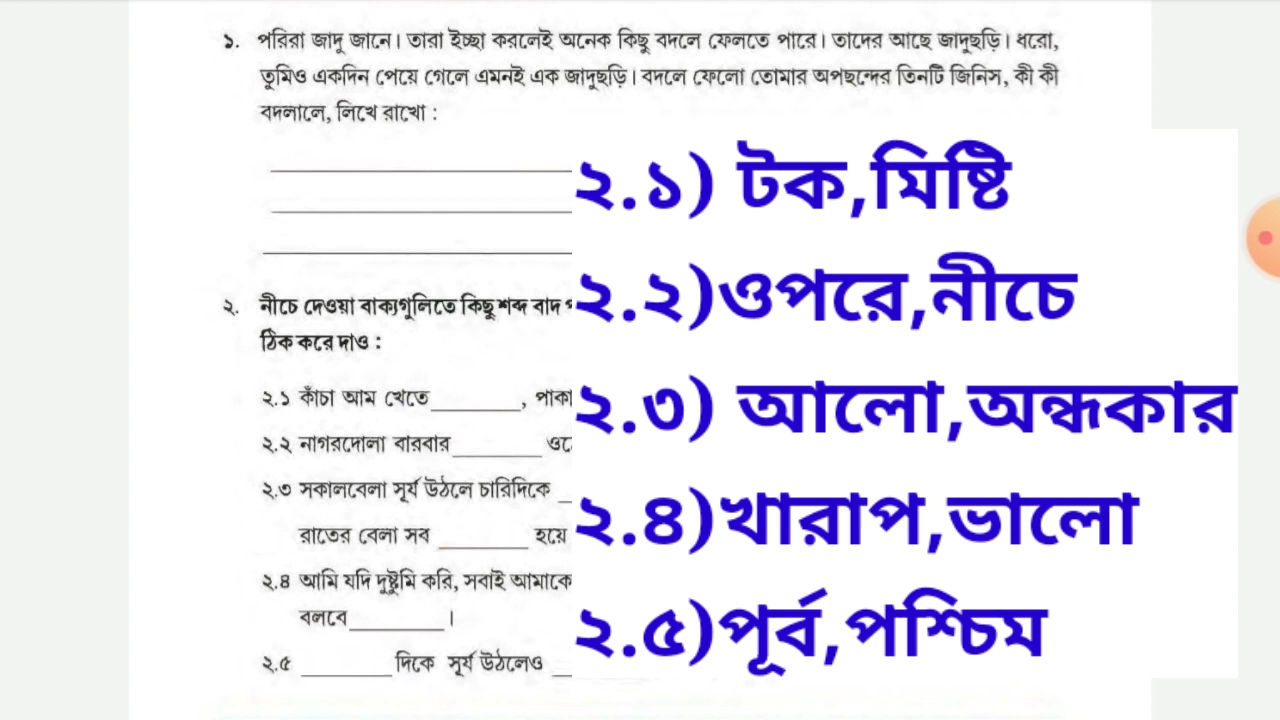 ১. পরিরা জাদু জানে। তারা ইচ্ছা করলেই অনেক কিছু বদলে ফেলতে পারে। তাদের আছে জাদুছড়ি। ধরো,
তুমিও একদিন পেয়ে গেলে এমনই এক জাদুছড়ি। বদলে ফেলো তোমার অপছন্দের তিনটি জিনিস, কী কী
বদলালে, লিখে রাখো :
২. নীচে দেওয়া বাক্যগুলিতে কিছু শব্দ বাদ
ঠিক করে দাও :
২.১ কাঁচা আম খেতে ________, পাকা
২.২ নাগরদোলা বারবার ________
২.৩ সকালবেলা সূর্য উঠলে চারিদিকে
রাতের বেলা সব ________ হয়ে
২.৪ আমি যদি দুষ্টুমি করি, সবাই আমাকে
বলবে ________ ।
২.৫ ________ দিকে সূর্য উঠলেও
২.১) টক,মিষ্টি
২.২)ওপরে,নীচে
২.৩) আলো,অন্ধকার
২.৪)খারাপ,ভালো
২.৫)পূর্ব,পশ্চিম